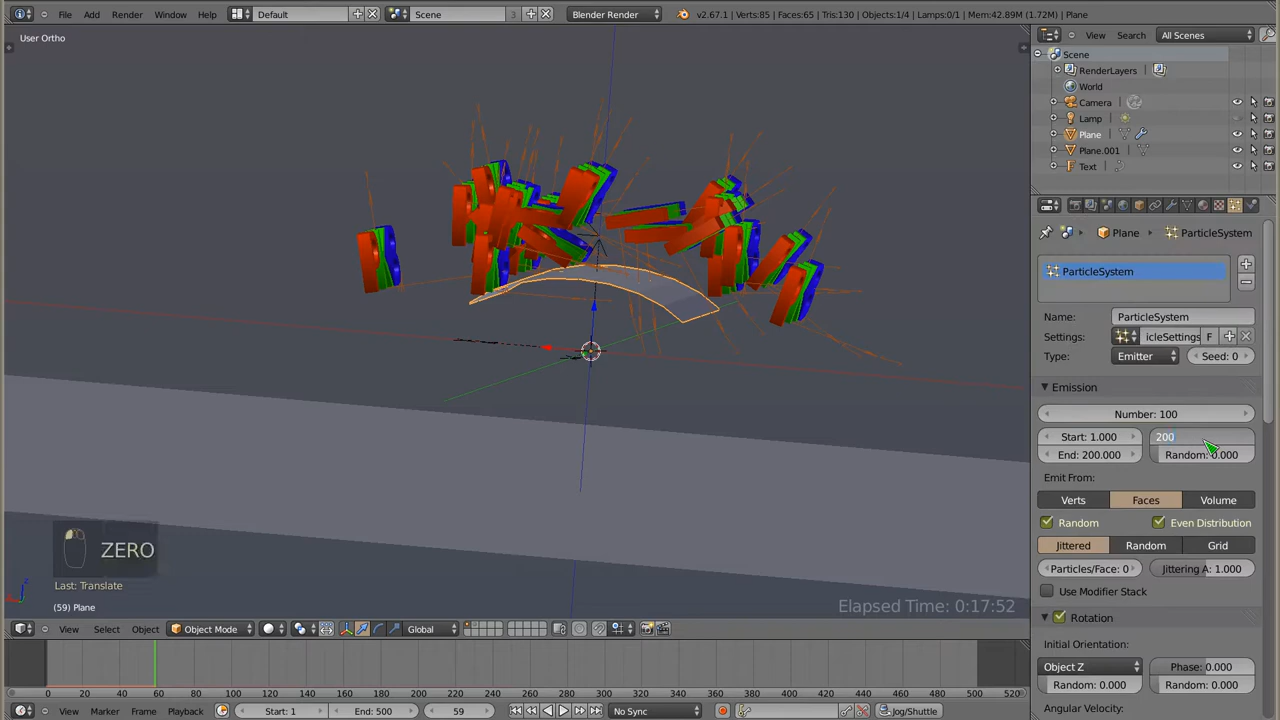 File Add Render Window Help Default Scene 3 Blender Render v2.67.1 | Verts:85 | Faces:65 | Tris:130 | Objects:1/4 | Lamps:0/1 | Mem:42.89M (1.72M) | Plane
View Search All Scenes
User Ortho
Scene
RenderLayers
World
Camera
Lamp
Plane
Plane.001
Text
Plane ParticleSystem
ParticleSystem
Name: ParticleSystem
Settings: icleSettings F
Type: Emitter Seed: 0
Emission
Number: 100
Start: 1.000 200
End: 200.000 Random: 0.000
Emit From:
Verts Faces Volume
Random Even Distribution
Jittered Random Grid
Particles/Face: 0 Jittering A: 1.000
Use Modifier Stack
Rotation
Initial Orientation:
Object Z Phase: 0.000
Random: 0.000 Random: 0.000
Angular Velocity:
ZERO
Last: Translate
(59) Plane
Elapsed Time: 0:17:52
View Select Object Object Mode Global
0 20 40 60 80 100 120 140 160 180 200 220 240 260 280 300 320 340 360 380 400 420 440 460 480 500 520
View Marker Frame Playback Start: 1 End: 500 59 No Sync Jog/Shuttle